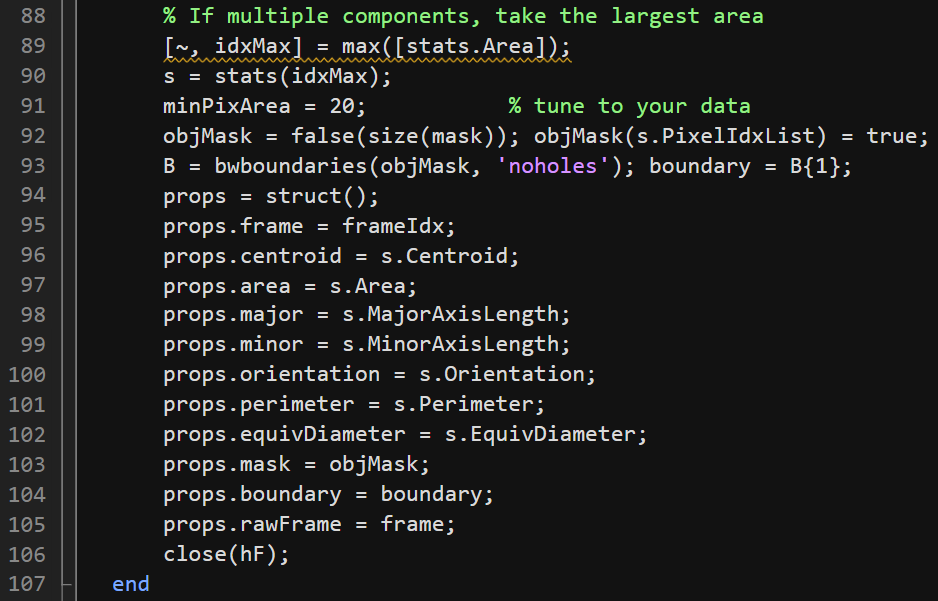 88 % If multiple components, take the largest area
89 [~, idxMax] = max([stats.Area]);
90 s = stats(idxMax);
91 minPixArea = 20; % tune to your data
92 objMask = false(size(mask)); objMask(s.PixelIdxList) = true;
93 B = bwboundaries(objMask, 'noholes'); boundary = B{1};
94 props = struct();
95 props.frame = frameIdx;
96 props.centroid = s.Centroid;
97 props.area = s.Area;
98 props.major = s.MajorAxisLength;
99 props.minor = s.MinorAxisLength;
100 props.orientation = s.Orientation;
101 props.perimeter = s.Perimeter;
102 props.equivDiameter = s.EquivDiameter;
103 props.mask = objMask;
104 props.boundary = boundary;
105 props.rawFrame = frame;
106 close(hF);
107 end